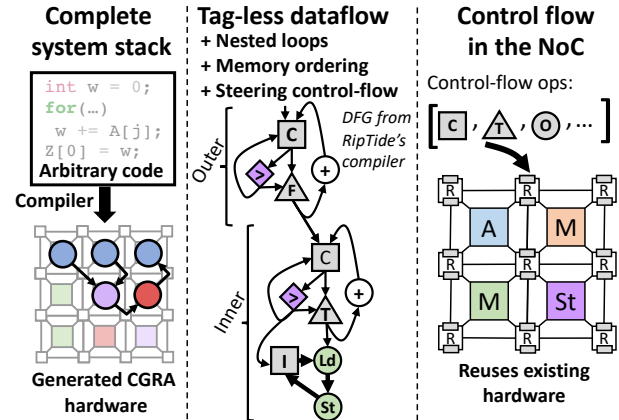 Complete
system stack
int w = 0;
for(…)
w += A[j];
Z[0] = w;
Arbitrary code
Compiler
Generated CGRA
hardware
Tag-less dataflow
+ Nested loops
+ Memory ordering
+ Steering control-flow
DFG from
RipTide's
compiler
Outer
C
>
+
F
Inner
C
>
+
T
I
Ld
St
Control flow
in the NoC
Control-flow ops:
[ C , T , O , ... ]
R R R
A M
R R R
M St
R R R
Reuses existing
hardware